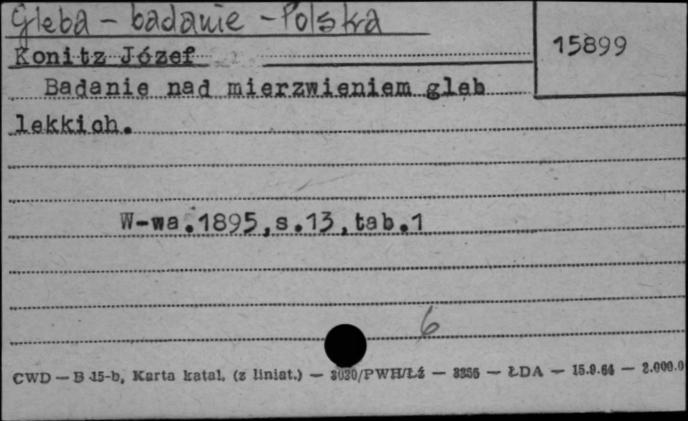 Gleba - badanie - Polska
15899
Konitz Józef
Badanie nad mierzwieniem gleb
lekkich.
W-wa.1895,s.13,tab.1
6
CWD — B 15-b, Karta katal. (z liniat.) — 3030/PWH/Łź — 3356 — ŁDA — 15.9.64 — 2.000.0